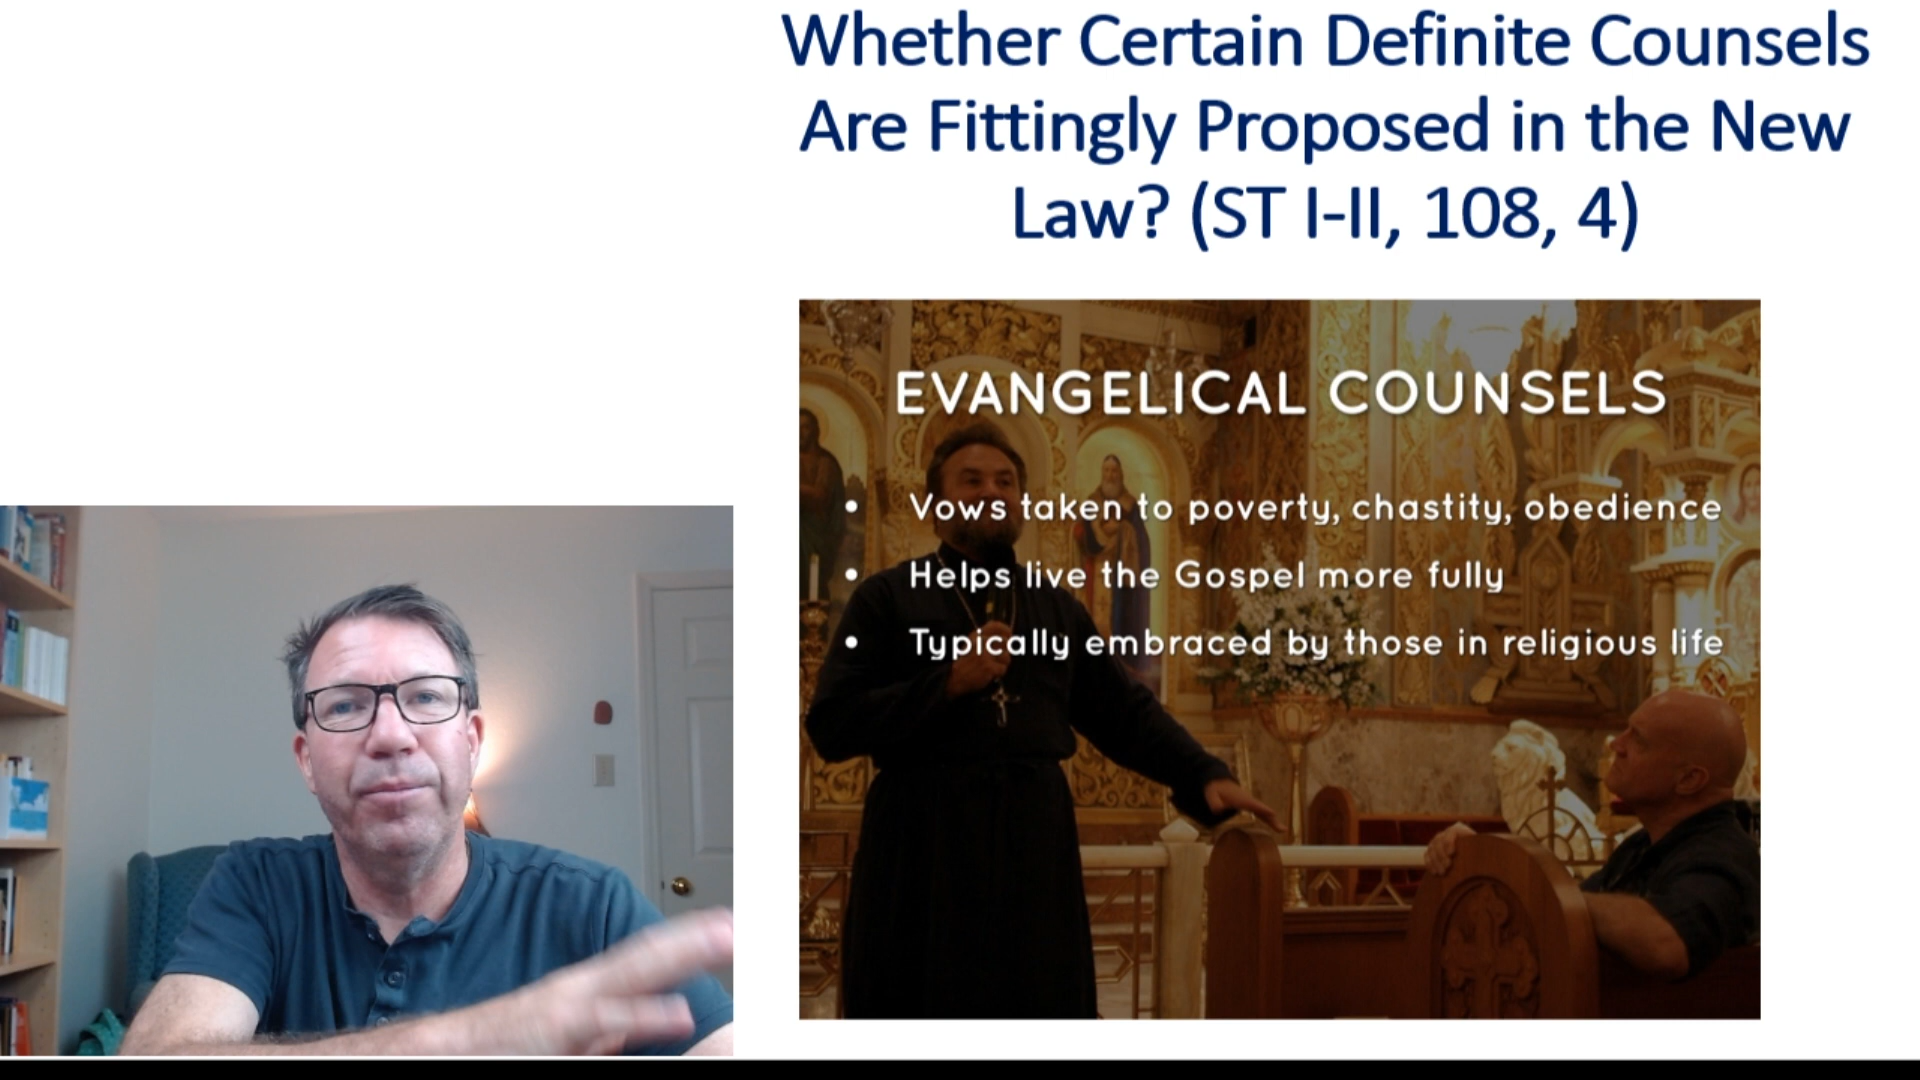 Whether Certain Definite Counsels
Are Fittingly Proposed in the New
Law? (ST I-II, 108, 4)
EVANGELICAL COUNSELS
• Vows taken to poverty, chastity, obedience
• Helps live the Gospel more fully
• Typically embraced by those in religious life